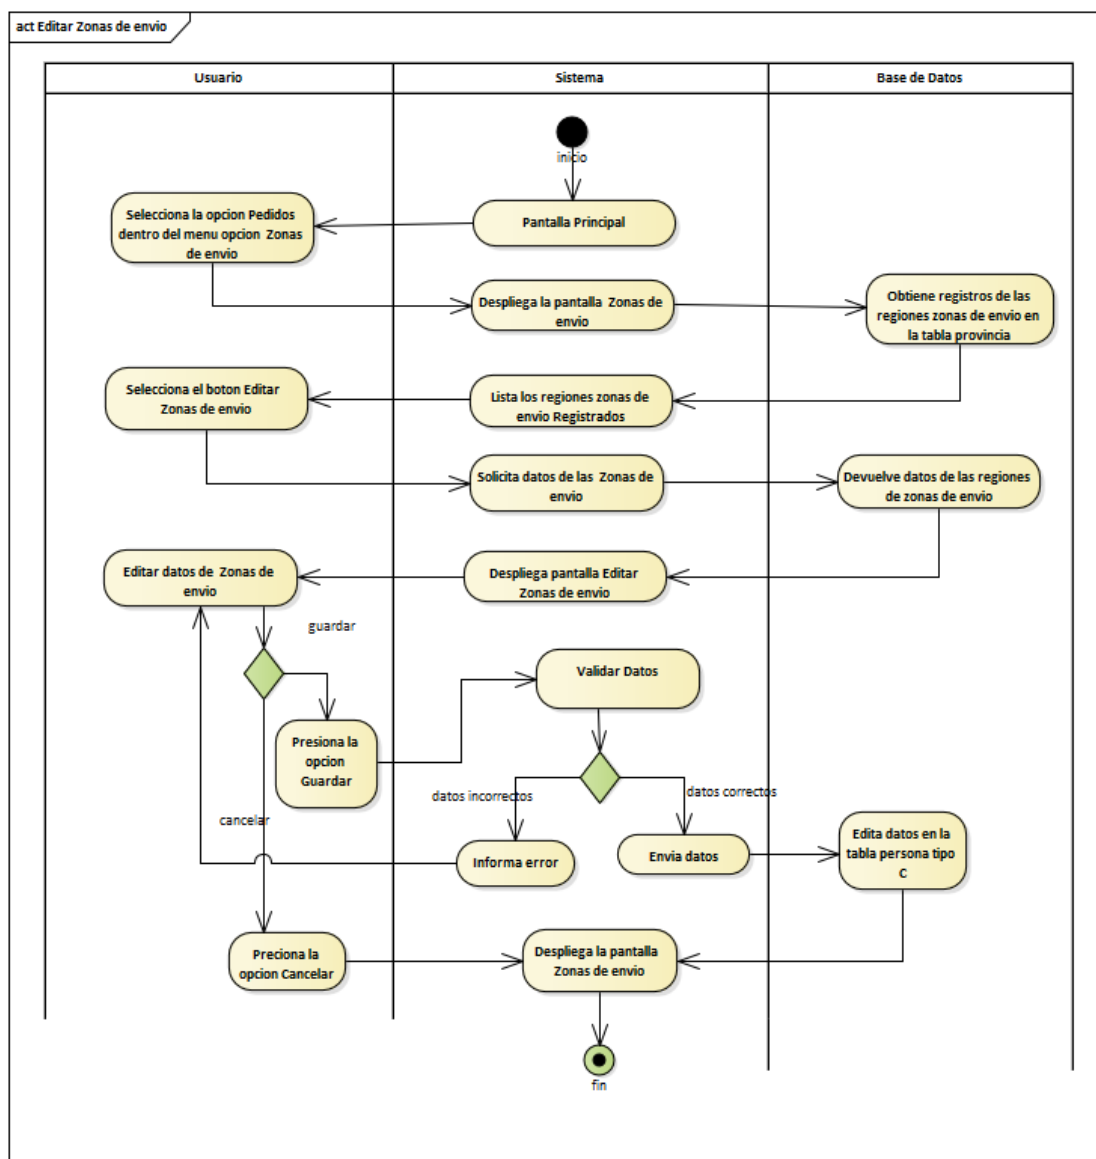 act Editar Zonas de envio
Usuario
Sistema
Base de Datos
inicio
Pantalla Principal
Selecciona la opcion Pedidos
dentro del menu opcion Zonas
de envio
Despliega la pantalla Zonas de
envio
Obtiene registros de las
regiones zonas de envio en
la tabla provincia
Lista los regiones zonas de
envio Registrados
Selecciona el boton Editar
Zonas de envio
Solicita datos de las Zonas de
envio
Devuelve datos de las regiones
de zonas de envio
Despliega pantalla Editar
Zonas de envio
Editar datos de Zonas de
envio
guardar
Presiona la
opcion
Guardar
Validar Datos
datos incorrectos
datos correctos
cancelar
Informa error
Envia datos
Edita datos en la
tabla persona tipo
C
Preciona la
opcion Cancelar
Despliega la pantalla
Zonas de envio
fin